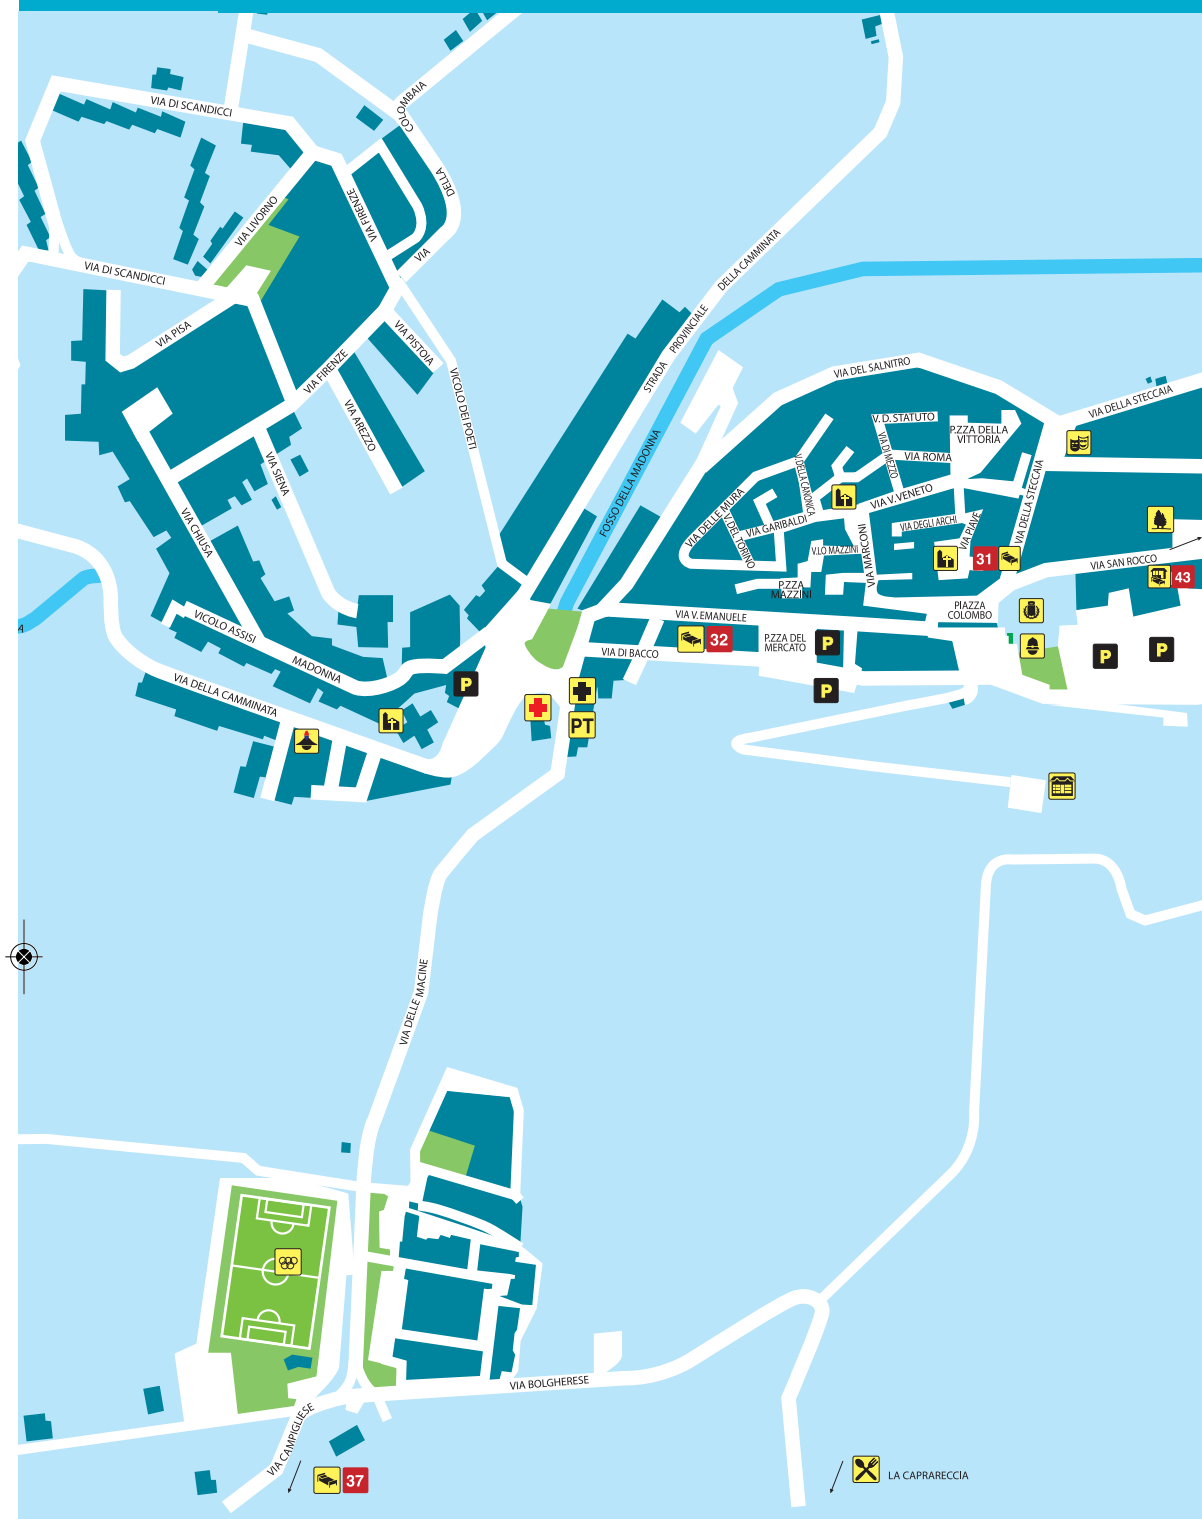 COLOMBAIA
VIA DI SCANDICCI
DELLA
VIA FIRENZE
VIA LIVORNO
VIA
DELLA CAMMINATA
VIA DI SCANDICCI
PROVINCIALE
VIA PISA
VIA PISTOIA
VIA FIRENZE
STRADA
VIA DEL SALNITRO
VICOLO DEI POETI
VIA AREZZO
VIA DELLA STECCAIA
V. D. STATUTO
P.ZZA DELLA
VITTORIA
VIA DI MEZZO
VIA ROMA
FOSSO DELLA MADONNA
VIA SIENA
V. DELLA CANONICA
VIA DELLA STECCAIA
VIA V.VENETO
VIA DELLE MURA
VIA CHIUSA
VIA GARIBALDI
VIA DEGLI ARCHI
VIA PIAVE
V. DEL TORINO
V.LO MAZZINI
VIA MARCONI
31
VIA SAN ROCCO
43
P.ZZA
MAZZINI
PIAZZA
COLOMBO
VIA V. EMANUELE
A
VICOLO ASSISI
32
P.ZZA DEL
MERCATO
P
VIA DI BACCO
P
P
MADONNA
P
P
VIA DELLA CAMMINATA
PT
VIA DELLE MACINE
VIA BOLGHERESE
VIA CAMPIGLIESE
37
LA CAPRARECCIA